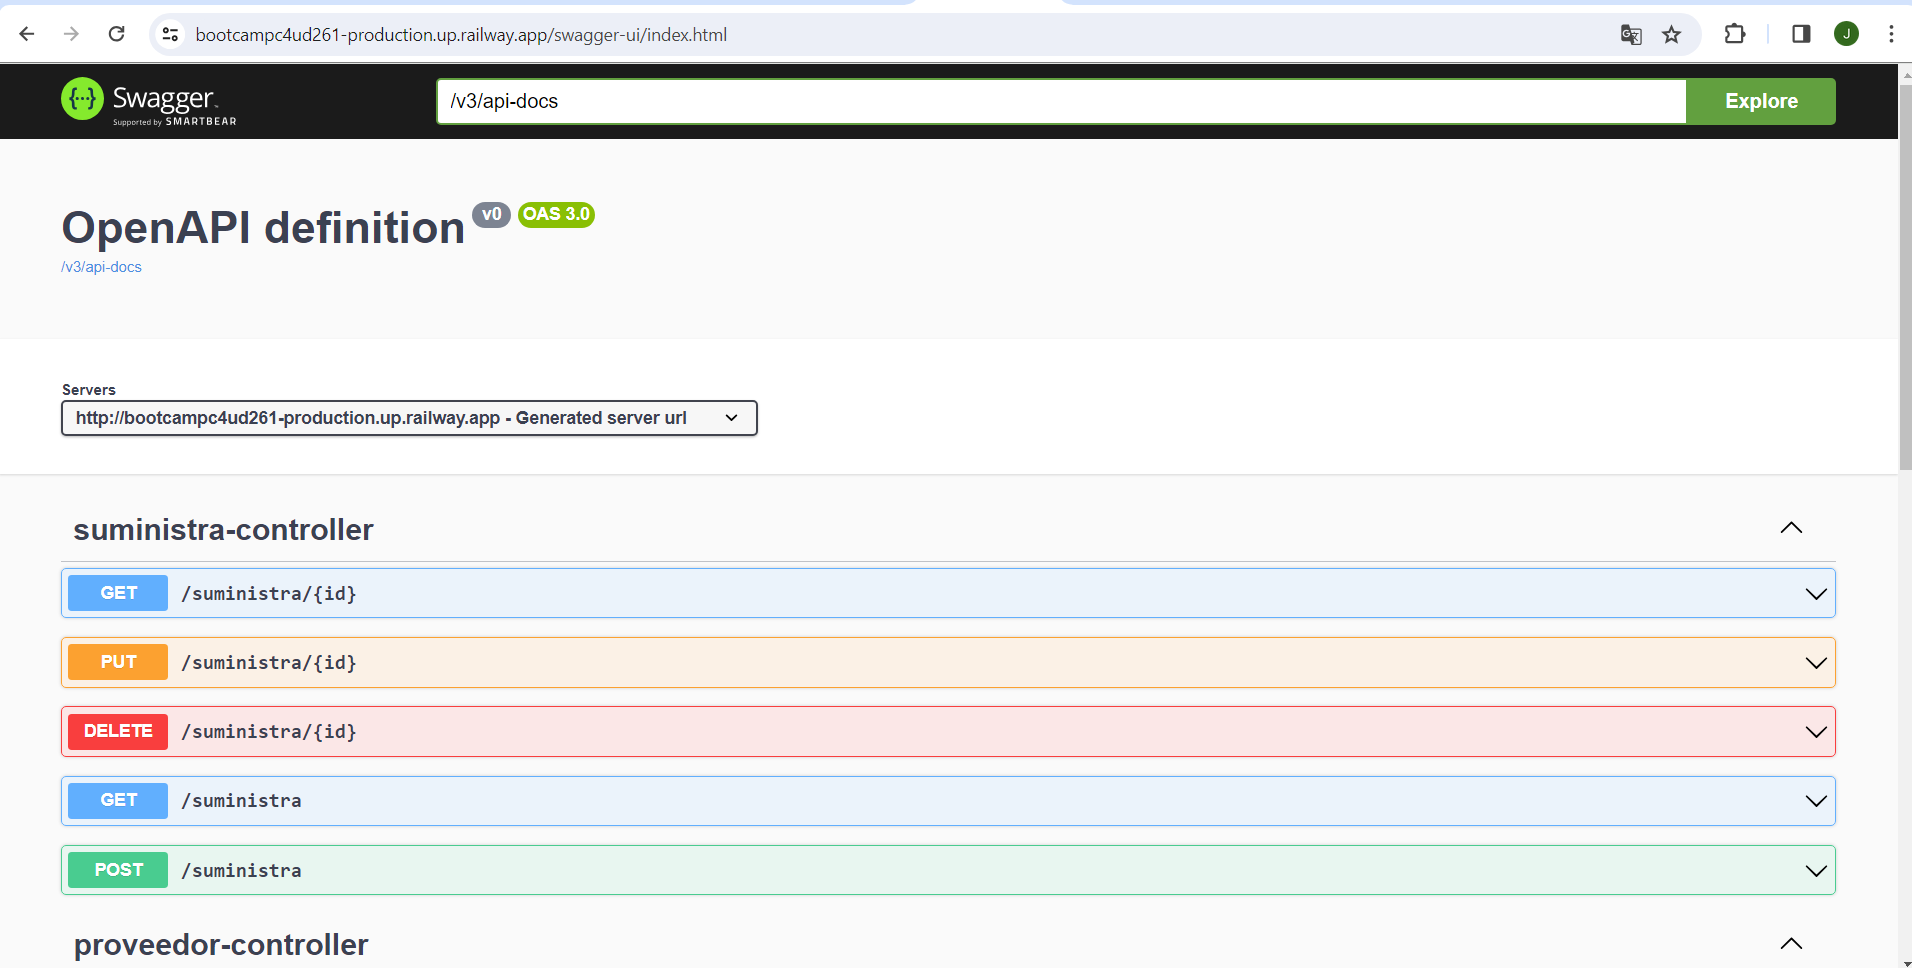 bootcampc4ud261-production.up.railway.app/swagger-ui/index.html
J
{...} Swagger
Supported by SMARTBEAR
/v3/api-docs
Explore
OpenAPI definition v0 OAS 3.0
/v3/api-docs
Servers
http://bootcampc4ud261-production.up.railway.app - Generated server url
suministra-controller
GET /suministra/{id}
PUT /suministra/{id}
DELETE /suministra/{id}
GET /suministra
POST /suministra
proveedor-controller